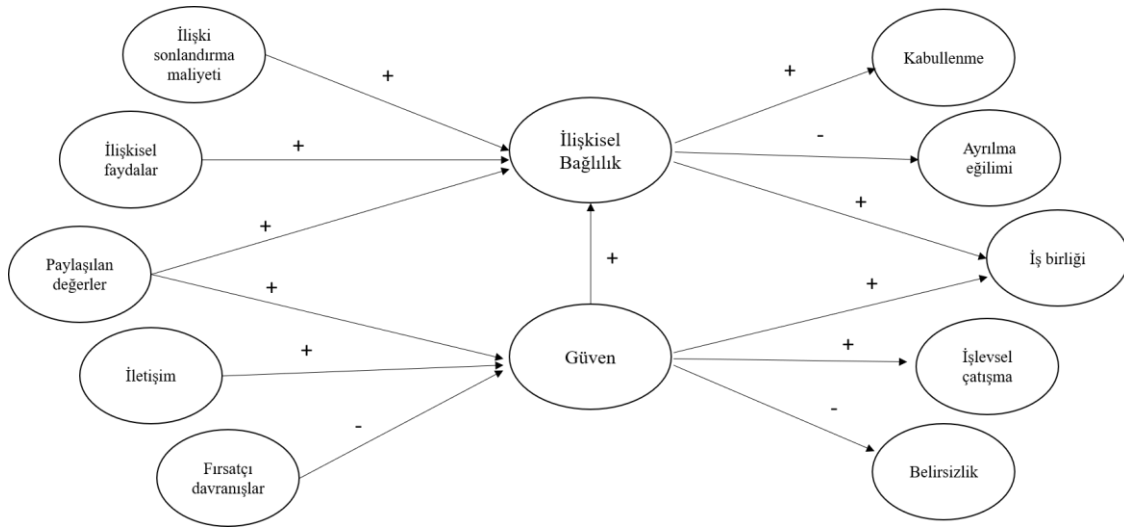 İlişki
sonlandırma
maliyeti
+
Kabullenme
+
İlişkisel
faydalar
+
İlişkisel
Bağlılık
-
Ayrılma
eğilimi
Paylaşılan
değerler
+
+
+
+
İş birliği
+
İletişim
+
Güven
+
İşlevsel
çatışma
Fırsatçı
davranışlar
-
-
Belirsizlik